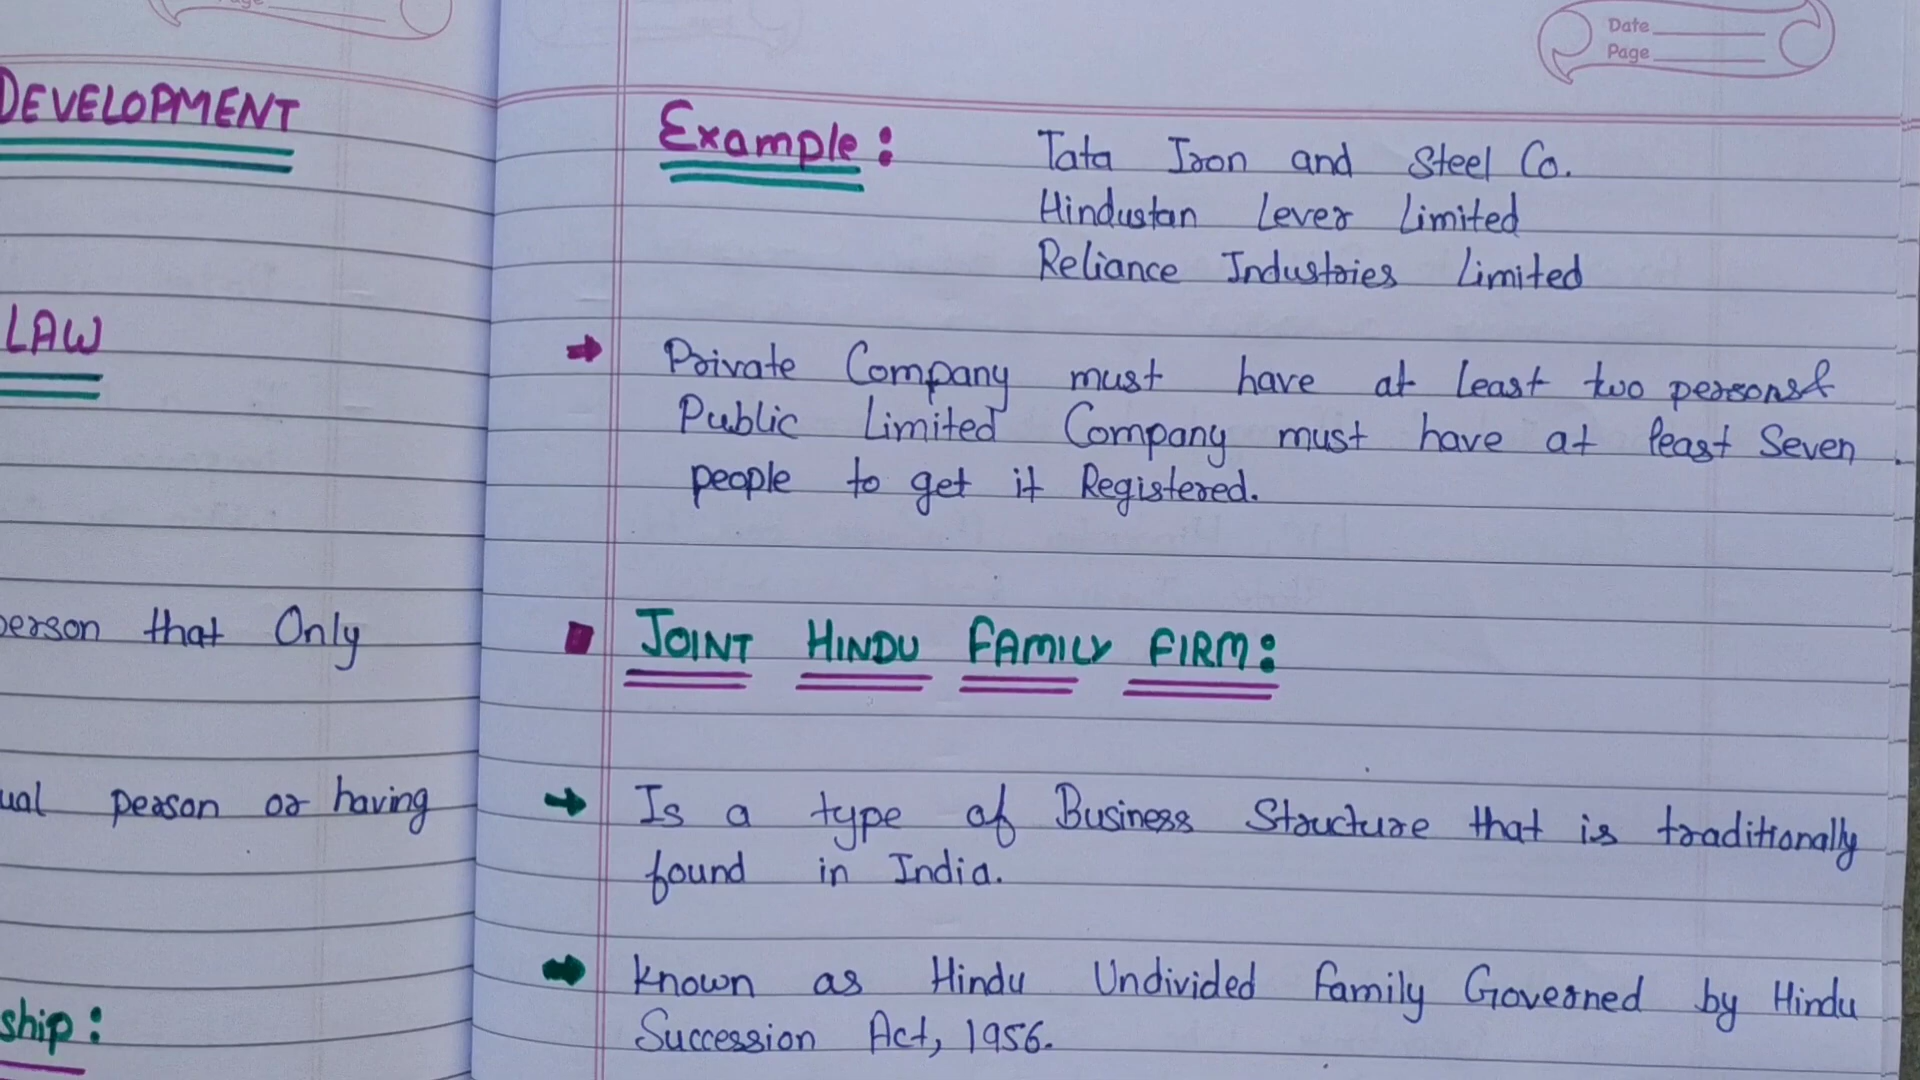 DEVELOPMENT
LAW
person that Only
ual person or having
ship:
Date
Page
Example:
Tata Iron and Steel Co.
Hindustan Lever Limited
Reliance Industries Limited
➡ Private Company must have at least two persons &
Public Limited Company must have at least Seven
people to get it Registered.
JOINT HINDU FAMILY FIRM:
➡ Is a type of Business Structure that is traditionally
found in India.
➡ known as Hindu Undivided Family Governed by Hindu
Succession Act, 1956.